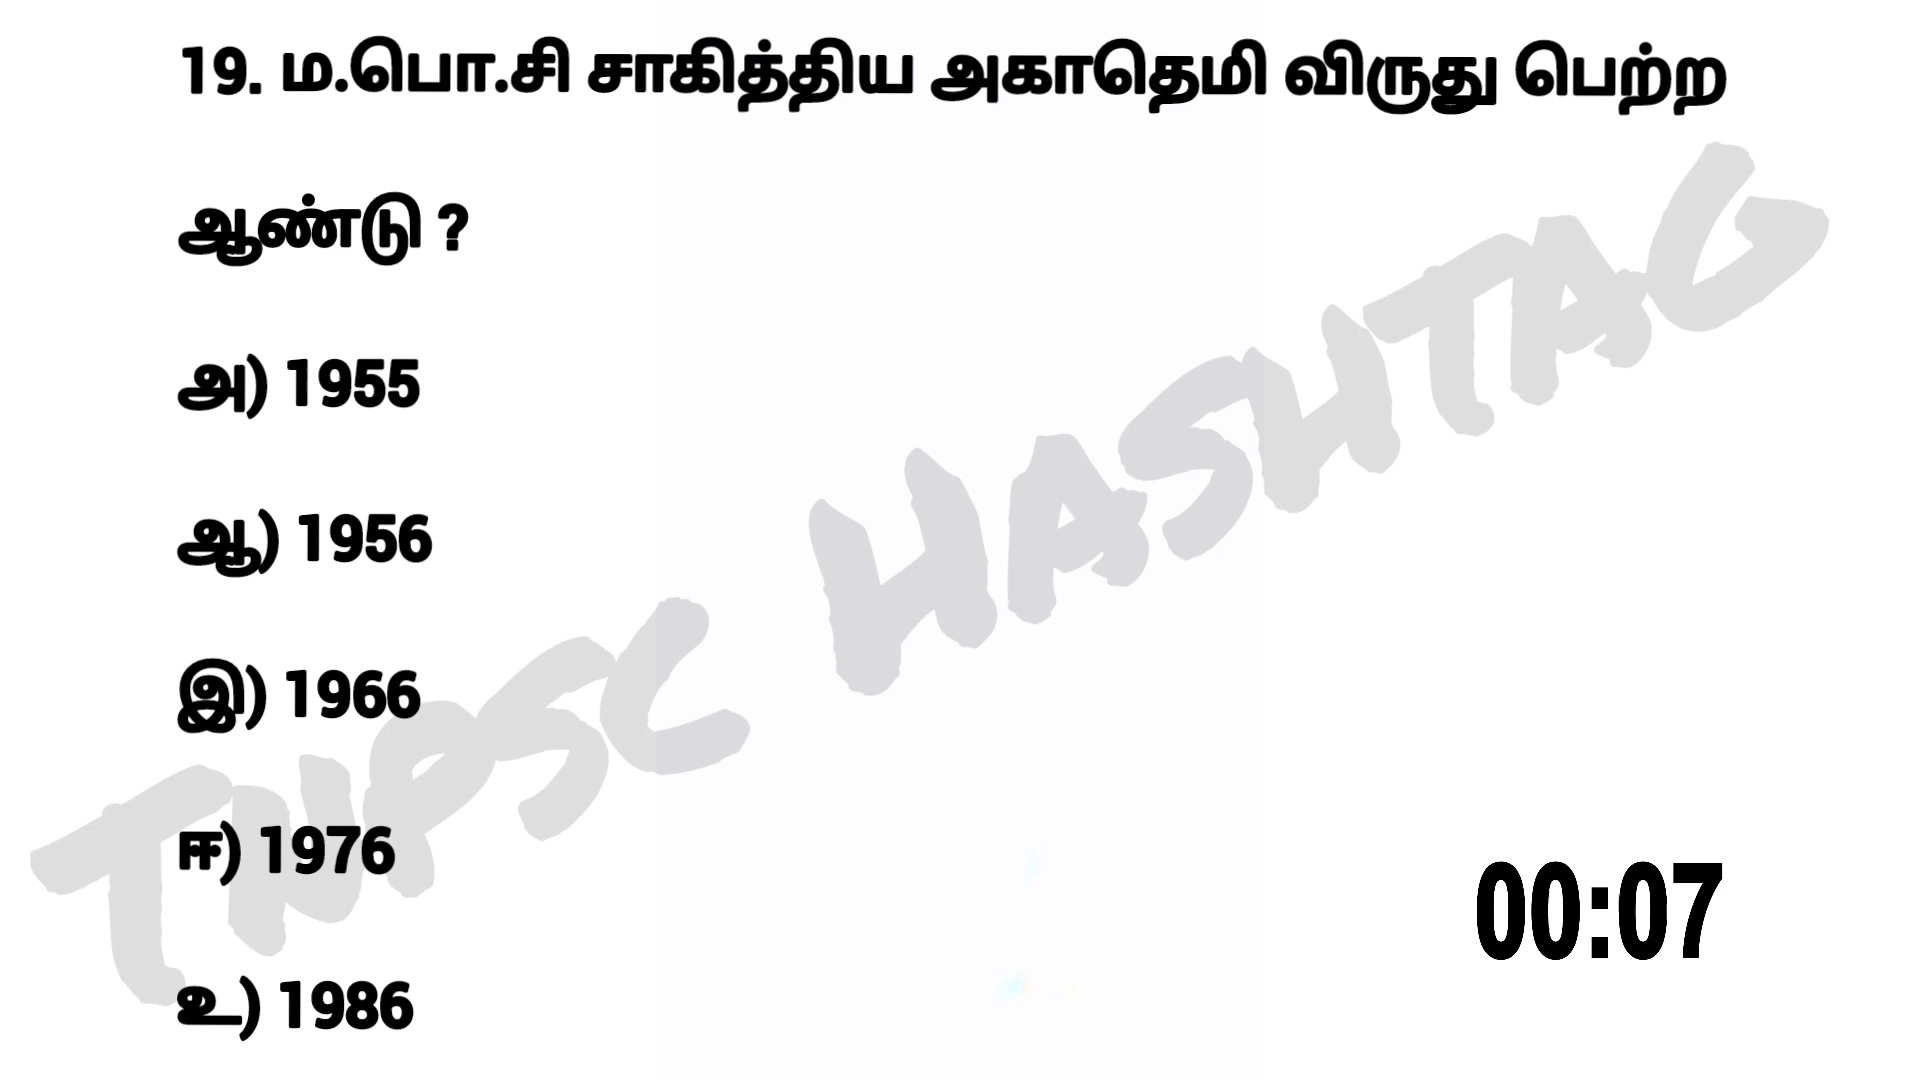 19. ம.பொ.சி சாகித்திய அகாதெமி விருது பெற்ற
ஆண்டு ?
அ) 1955
ஆ) 1956
இ) 1966
ஈ) 1976
உ) 1986
00:07
TNPSC HASHTAG